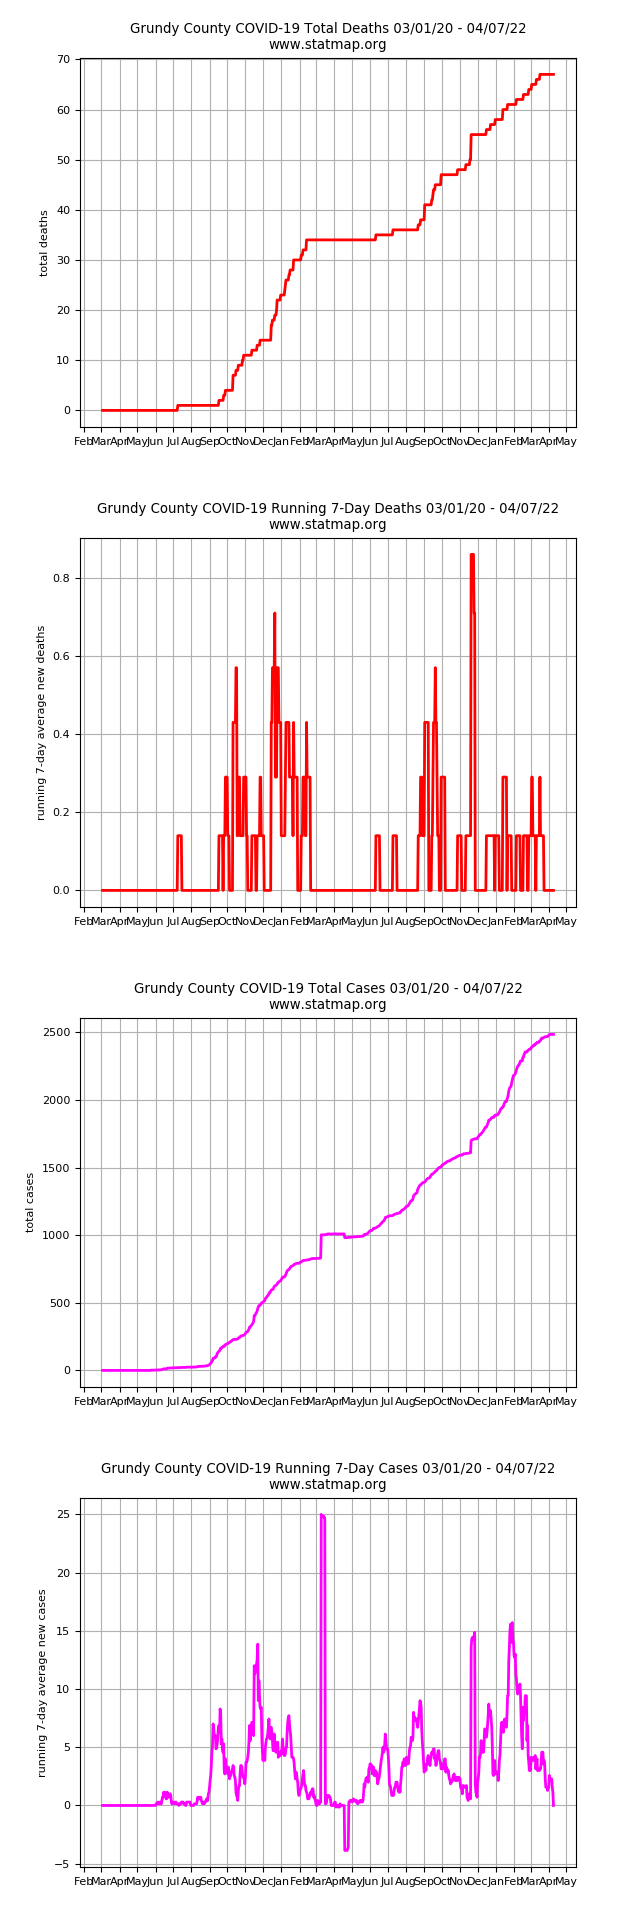 Grundy County COVID-19 Total Deaths 03/01/20 - 04/07/22
www.statmap.org
70
60
50
40
30
20
10
0
total deaths
Feb Mar Apr May Jun Jul Aug Sep Oct Nov Dec Jan Feb Mar Apr May Jun Jul Aug Sep Oct Nov Dec Jan Feb Mar Apr May
Grundy County COVID-19 Running 7-Day Deaths 03/01/20 - 04/07/22
www.statmap.org
0.8
0.6
0.4
0.2
0.0
running 7-day average new deaths
Feb Mar Apr May Jun Jul Aug Sep Oct Nov Dec Jan Feb Mar Apr May Jun Jul Aug Sep Oct Nov Dec Jan Feb Mar Apr May
Grundy County COVID-19 Total Cases 03/01/20 - 04/07/22
www.statmap.org
2500
2000
1500
1000
500
0
total cases
Feb Mar Apr May Jun Jul Aug Sep Oct Nov Dec Jan Feb Mar Apr May Jun Jul Aug Sep Oct Nov Dec Jan Feb Mar Apr May
Grundy County COVID-19 Running 7-Day Cases 03/01/20 - 04/07/22
www.statmap.org
25
20
15
10
5
0
−5
running 7-day average new cases
Feb Mar Apr May Jun Jul Aug Sep Oct Nov Dec Jan Feb Mar Apr May Jun Jul Aug Sep Oct Nov Dec Jan Feb Mar Apr May